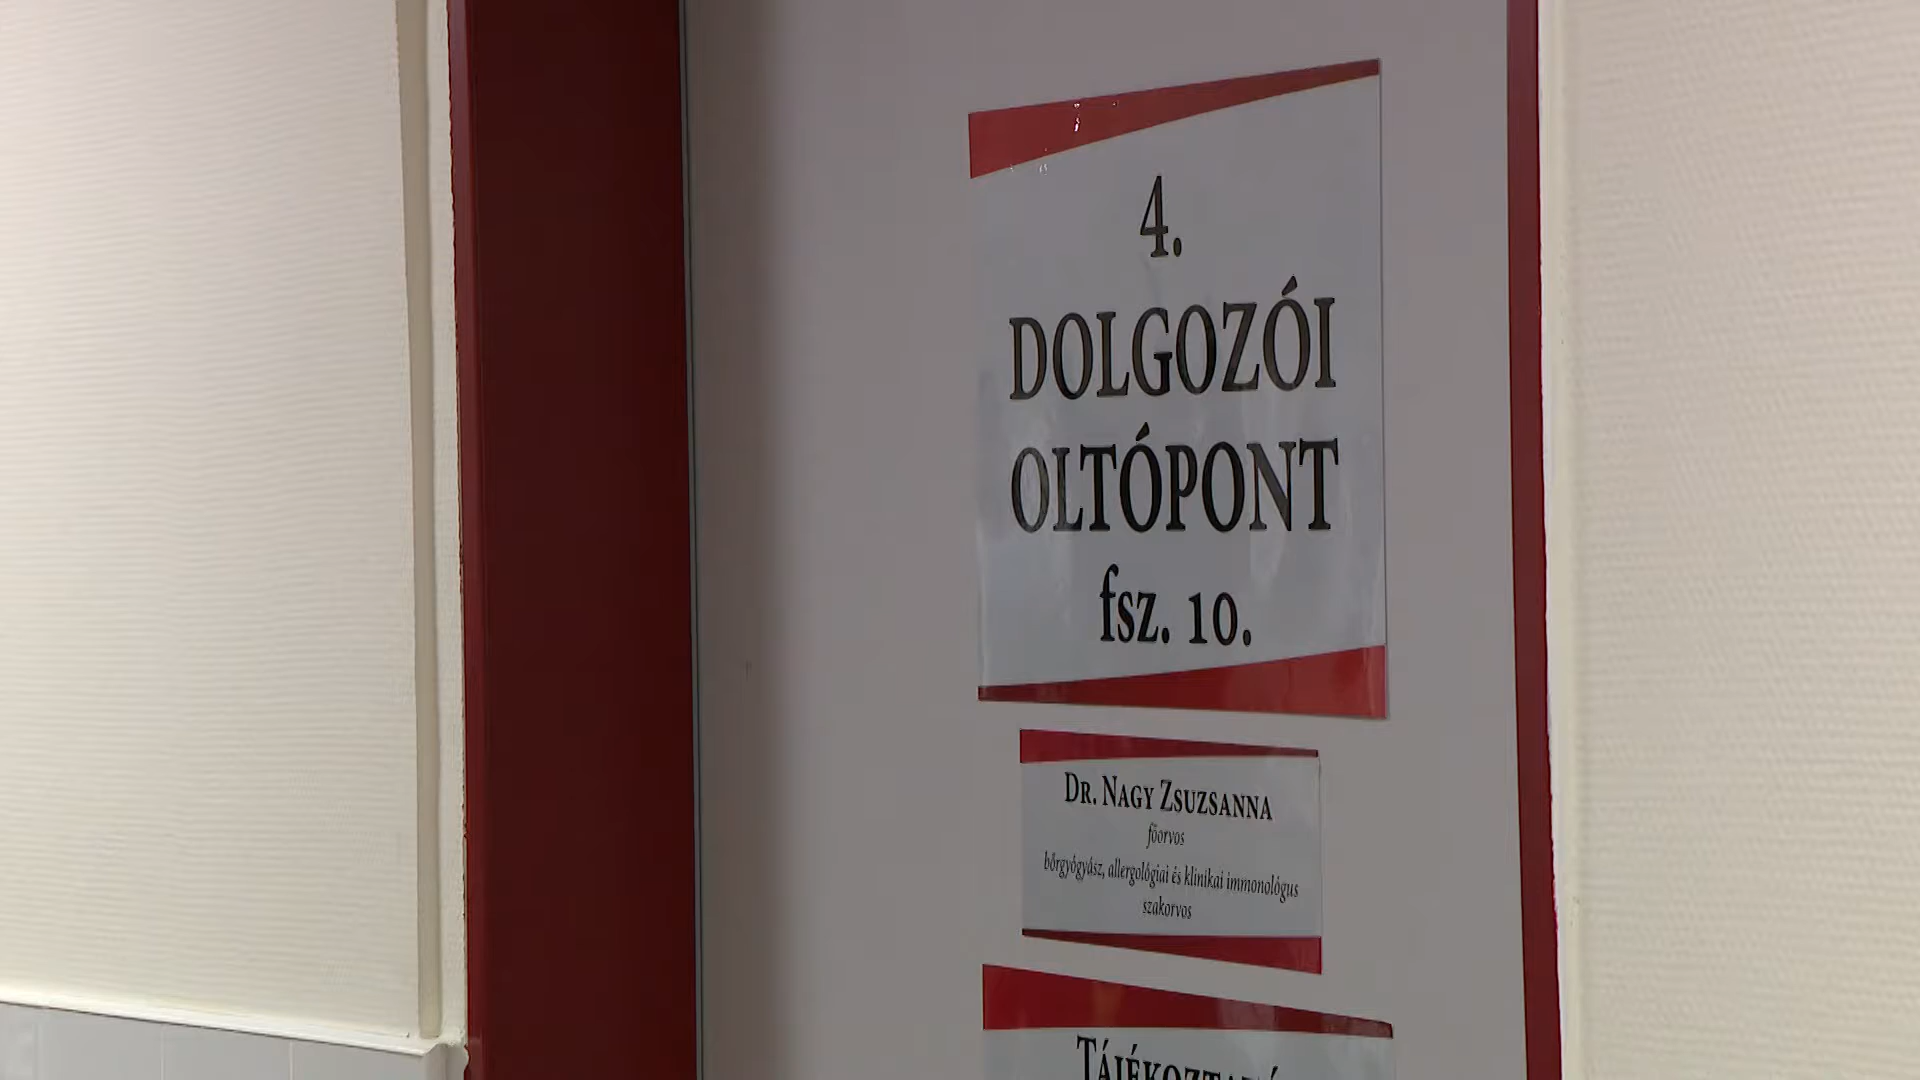 4.
DOLGOZÓI
OLTÓPONT
fsz. 10.
DR. NAGY ZSUZSANNA
főorvos
bőrgyógyász, allergológiai és klinikai immonológus
szakorvos